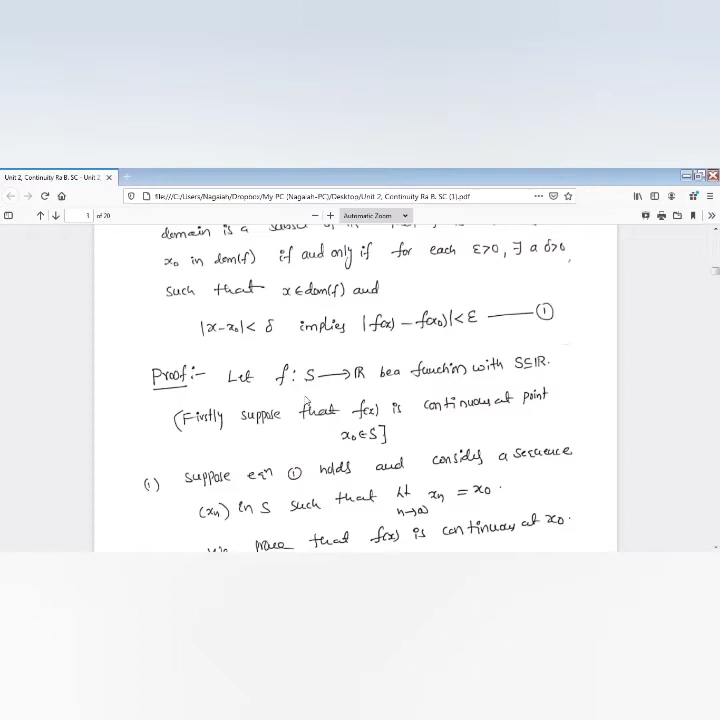 Unit 2, Continuity Ra B. SC - Unit 2,
file:///C:/Users/Nagaiah/Dropbox/My PC (Nagaiah-PC)/Desktop/Unit 2, Continuity Ra B. SC (1).pdf
3 of 20
Automatic Zoom
domain is a subset of
x₀ in dom(f) if and only if for each ε>0, ∃ a δ>0,
such that x∈dom(f) and
|x-x₀|< δ implies |f(x) - f(x₀)|<ε —— ①
Proof:- Let f: S ⟶ ℝ be a function with S⊆ℝ.
(Firstly suppose that f(x) is continuous at point
x₀∈S]
(i) suppose eqn ① holds and consider a sequence
(xn) in S such that lt xn = x₀.
n→∞
We prove that f(x) is continuous at x₀.